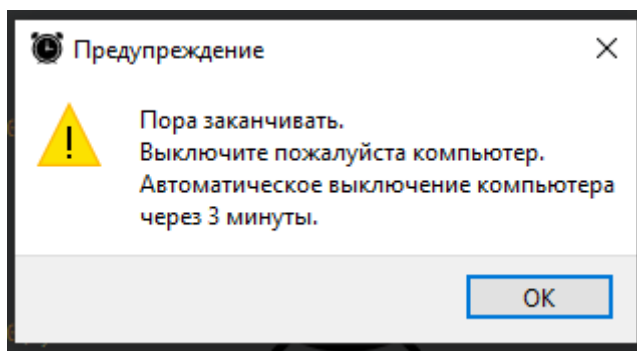 Предупреждение
Пора заканчивать.
Выключите пожалуйста компьютер.
Автоматическое выключение компьютера
через 3 минуты.
OK